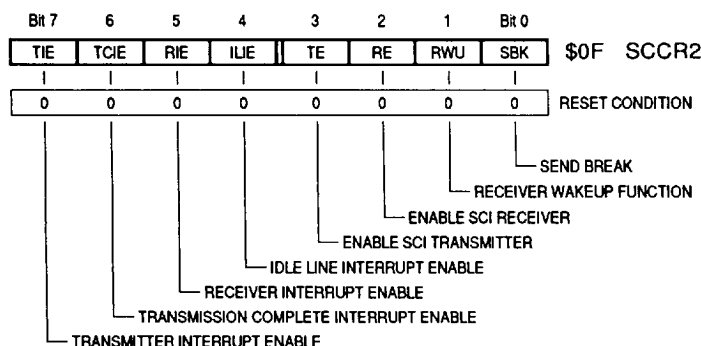 Bit 7 6 5 4 3 2 1 Bit 0
TIE TCIE RIE ILIE TE RE RWU SBK $0F SCCR2
0 0 0 0 0 0 0 0 RESET CONDITION
SEND BREAK
RECEIVER WAKEUP FUNCTION
ENABLE SCI RECEIVER
ENABLE SCI TRANSMITTER
IDLE LINE INTERRUPT ENABLE
RECEIVER INTERRUPT ENABLE
TRANSMISSION COMPLETE INTERRUPT ENABLE
TRANSMITTER INTERRUPT ENABLE